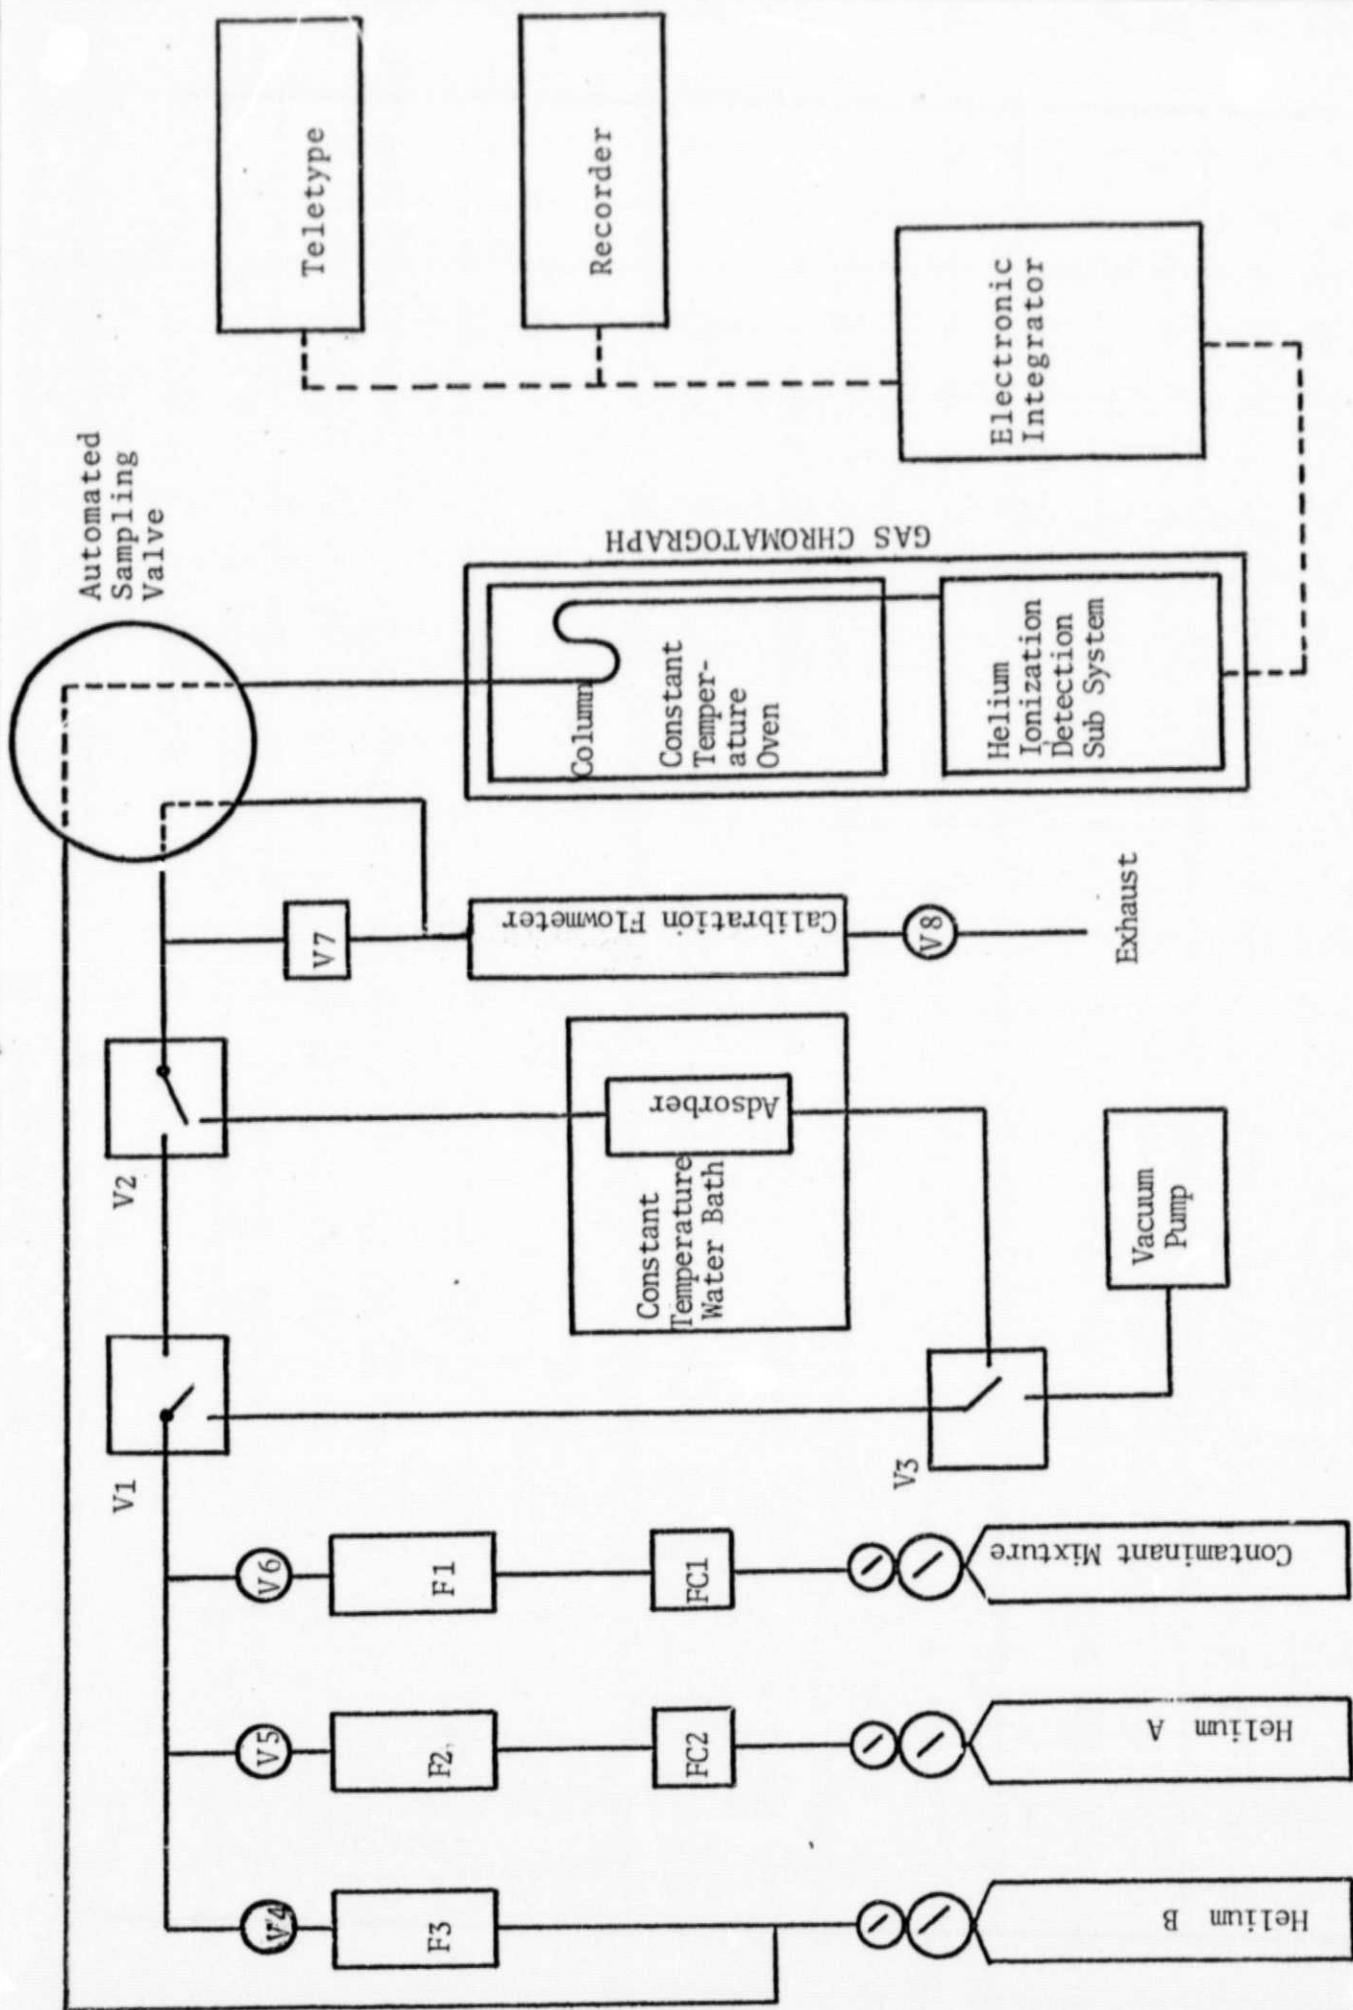 Automated
Sampling
Valve
Teletype
Recorder
Electronic
Integrator
GAS CHROMATOGRAPH
Column
Constant
Temper-
ature
Oven
Helium
Ionization
Detection
Sub System
V7
Calibration Flowmeter
V8
Exhaust
V2
Adsorber
Constant
Temperature
Water Bath
Vacuum
Pump
V1
V3
V6
F1
FC1
Contaminant Mixture
V5
F2
FC2
Helium A
V4
F3
Helium B